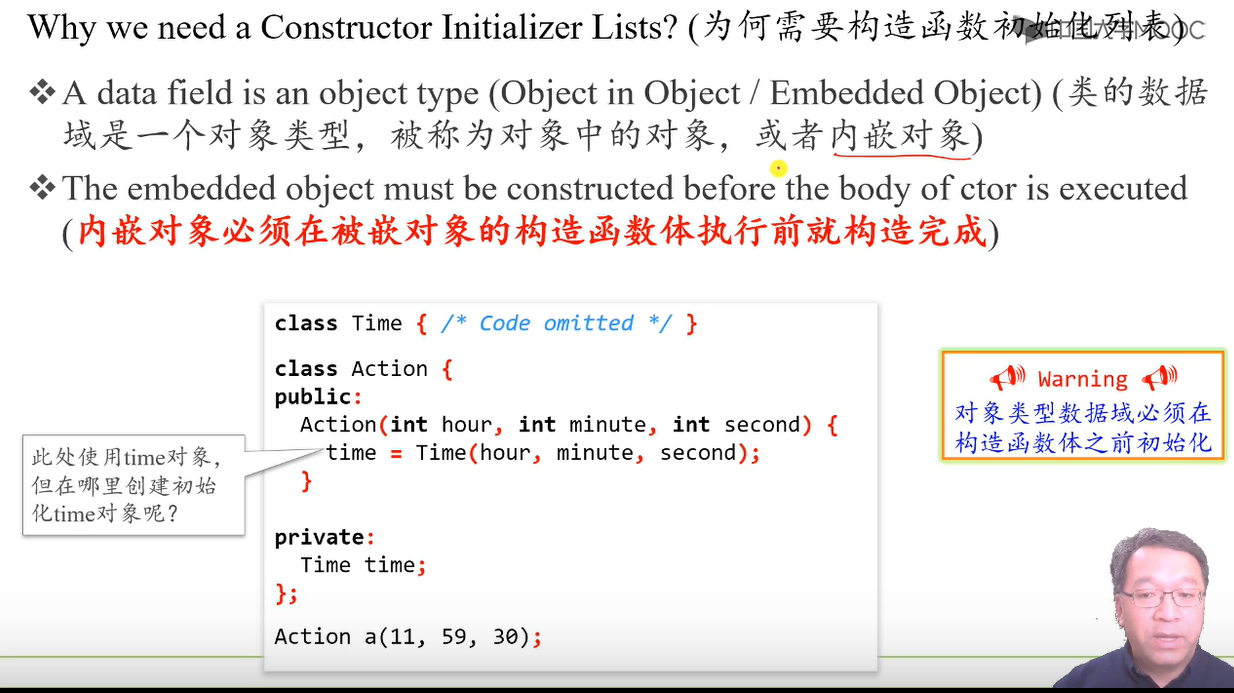 Why we need a Constructor Initializer Lists? (为何需要构造函数初始化列表)
中国大学MOOC
❖ A data field is an object type (Object in Object / Embedded Object) (类的数据
域是一个对象类型，被称为对象中的对象，或者内嵌对象)
❖ The embedded object must be constructed before the body of ctor is executed
(内嵌对象必须在被嵌对象的构造函数体执行前就构造完成)
class Time { /* Code omitted */ }
class Action {
public:
Action(int hour, int minute, int second) {
time = Time(hour, minute, second);
}
private:
Time time;
};
Action a(11, 59, 30);
此处使用time对象，
但在哪里创建初始
化time对象呢？
Warning
对象类型数据域必须在
构造函数体之前初始化